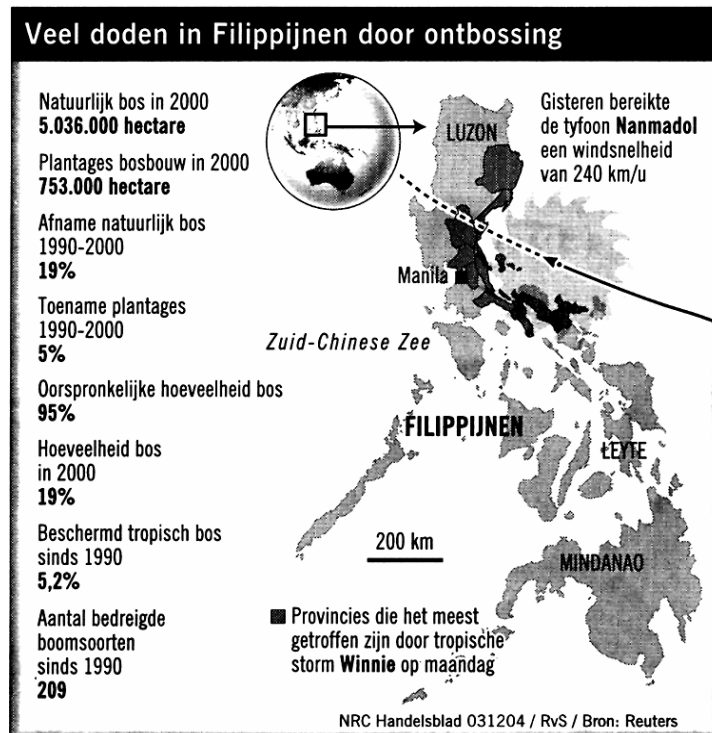 Veel doden in Filippijnen door ontbossing
Natuurlijk bos in 2000
5.036.000 hectare
Plantages bosbouw in 2000
753.000 hectare
Afname natuurlijk bos
1990-2000
19%
Toename plantages
1990-2000
5%
Oorspronkelijke hoeveelheid bos
95%
Hoeveelheid bos
in 2000
19%
Beschermd tropisch bos
sinds 1990
5,2%
Aantal bedreigde
boomsoorten
sinds 1990
209
LUZON
Gisteren bereikte
de tyfoon Nanmadol
een windsnelheid
van 240 km/u
Manila
Zuid-Chinese Zee
FILIPPIJNEN
LEYTE
200 km
MINDANAO
Provincies die het meest
getroffen zijn door tropische
storm Winnie op maandag
NRC Handelsblad 031204 / RvS / Bron: Reuters